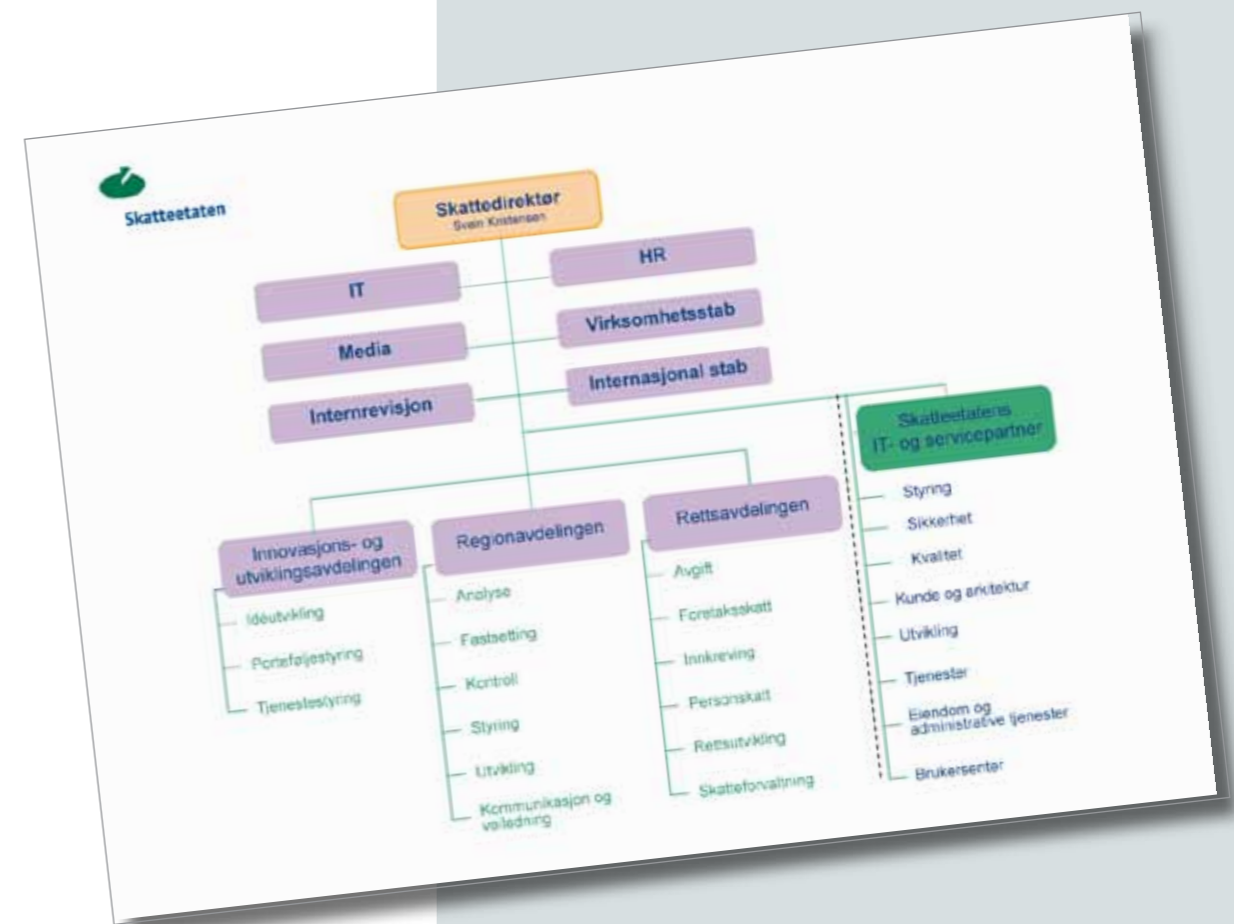 Skatteetaten
Skattedirektør
Svein Kristensen
IT
HR
Media
Virksomhetsstab
Internrevisjon
Internasjonal stab
Skatteetatens
IT- og servicepartner
Styring
Sikkerhet
Kvalitet
Kunde og arkitektur
Utvikling
Tjenester
Eiendom og
administrative tjenester
Brukersenter
Innovasjons- og
utviklingsavdelingen
Idéutvikling
Porteføljestyring
Tjenestestyring
Regionavdelingen
Analyse
Fastsetting
Kontroll
Styring
Utvikling
Kommunikasjon og
veiledning
Rettsavdelingen
Avgift
Foretaksskatt
Innkreving
Personskatt
Rettsutvikling
Skatteforvaltning